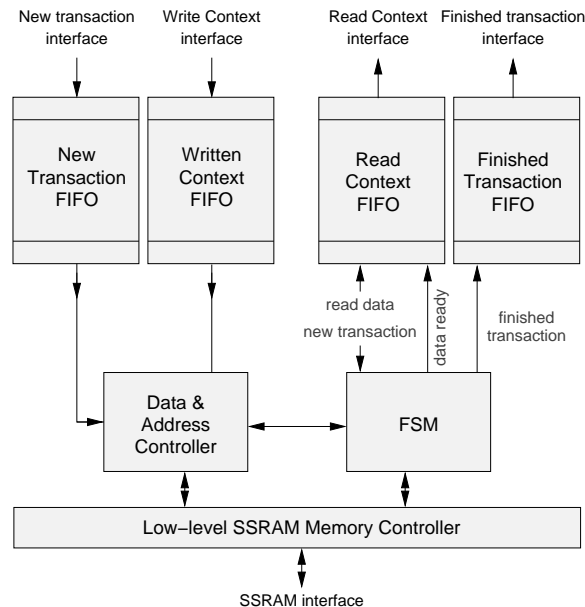 New transaction
interface
Write Context
interface
Read Context
interface
Finished transaction
interface
New
Transaction
FIFO
Written
Context
FIFO
Read
Context
FIFO
Finished
Transaction
FIFO
read data
new transaction
data ready
finished
transaction
Data &
Address
Controller
FSM
Low−level SSRAM Memory Controller
SSRAM interface